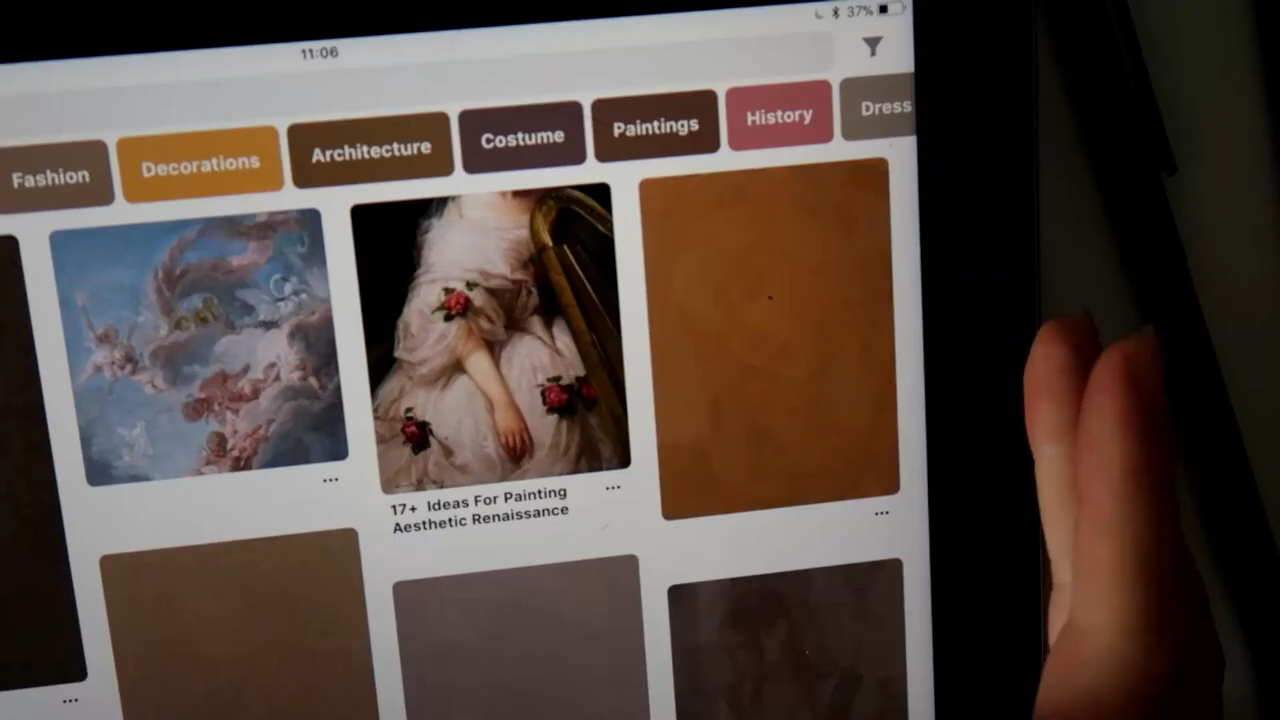 11:06
37%
Fashion
Decorations
Architecture
Costume
Paintings
History
Dress
17+ Ideas For Painting
Aesthetic Renaissance